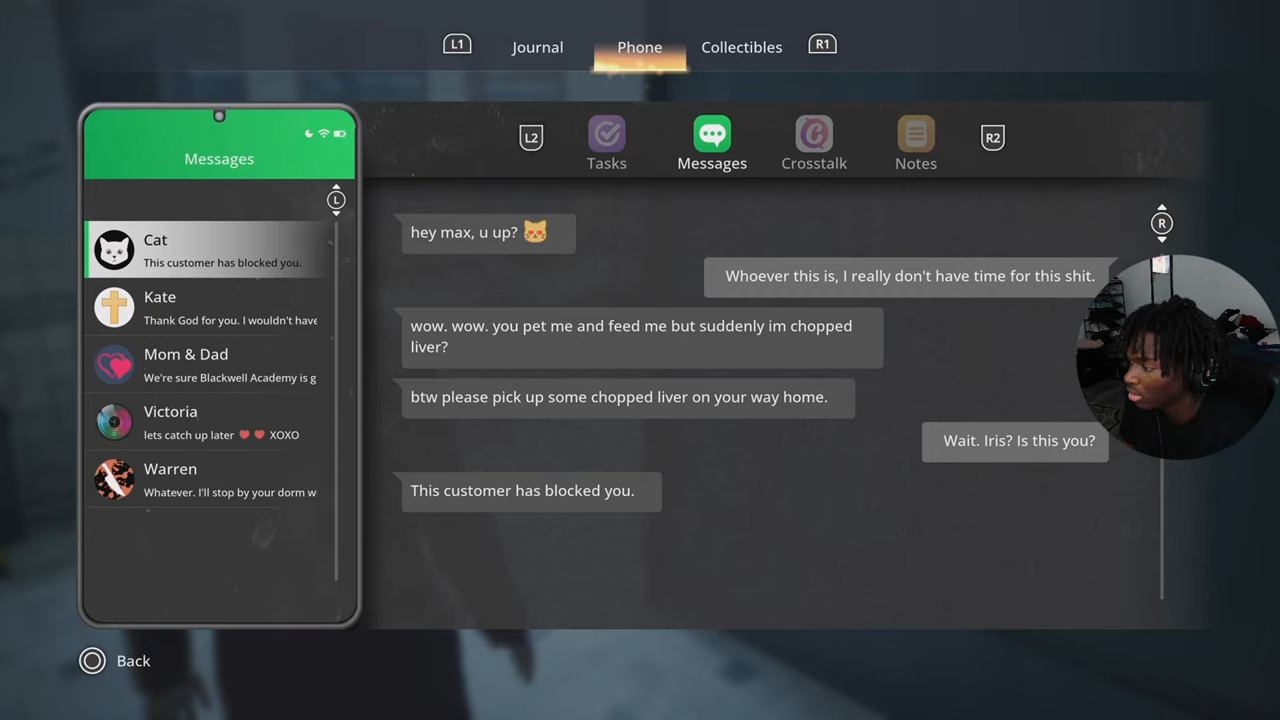 L1
Journal
Phone
Collectibles
R1
Messages
L
Cat
This customer has blocked you.
Kate
Thank God for you. I wouldn't have
Mom & Dad
We're sure Blackwell Academy is g
Victoria
lets catch up later XOXO
Warren
Whatever. I'll stop by your dorm w
L2
Tasks
Messages
Crosstalk
Notes
R2
R
hey max, u up?
Whoever this is, I really don't have time for this shit.
wow. wow. you pet me and feed me but suddenly im chopped
liver?
btw please pick up some chopped liver on your way home.
Wait. Iris? Is this you?
This customer has blocked you.
Back